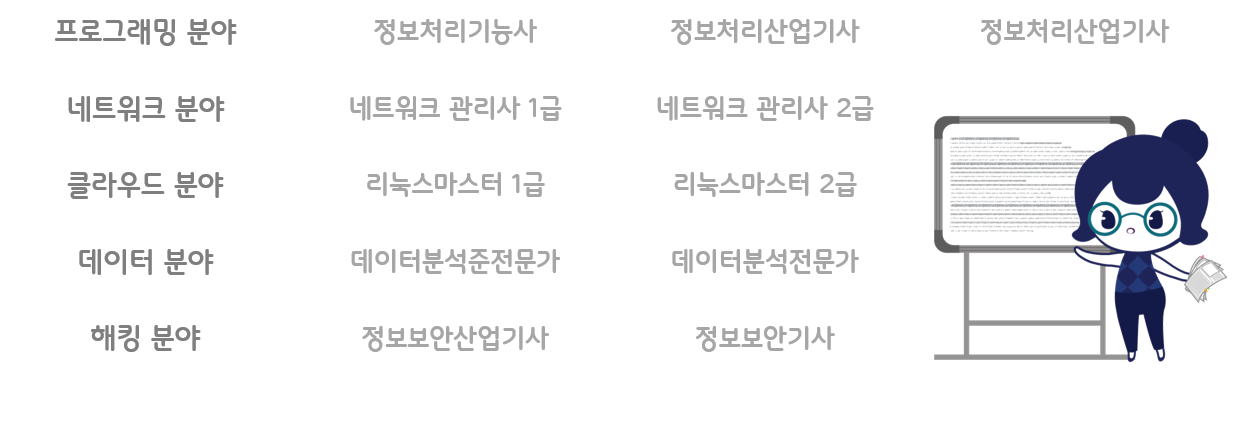 프로그래밍 분야 정보처리기능사 정보처리산업기사 정보처리산업기사
네트워크 분야 네트워크 관리사 1급 네트워크 관리사 2급
클라우드 분야 리눅스마스터 1급 리눅스마스터 2급
데이터 분야 데이터분석준전문가 데이터분석전문가
해킹 분야 정보보안산업기사 정보보안기사